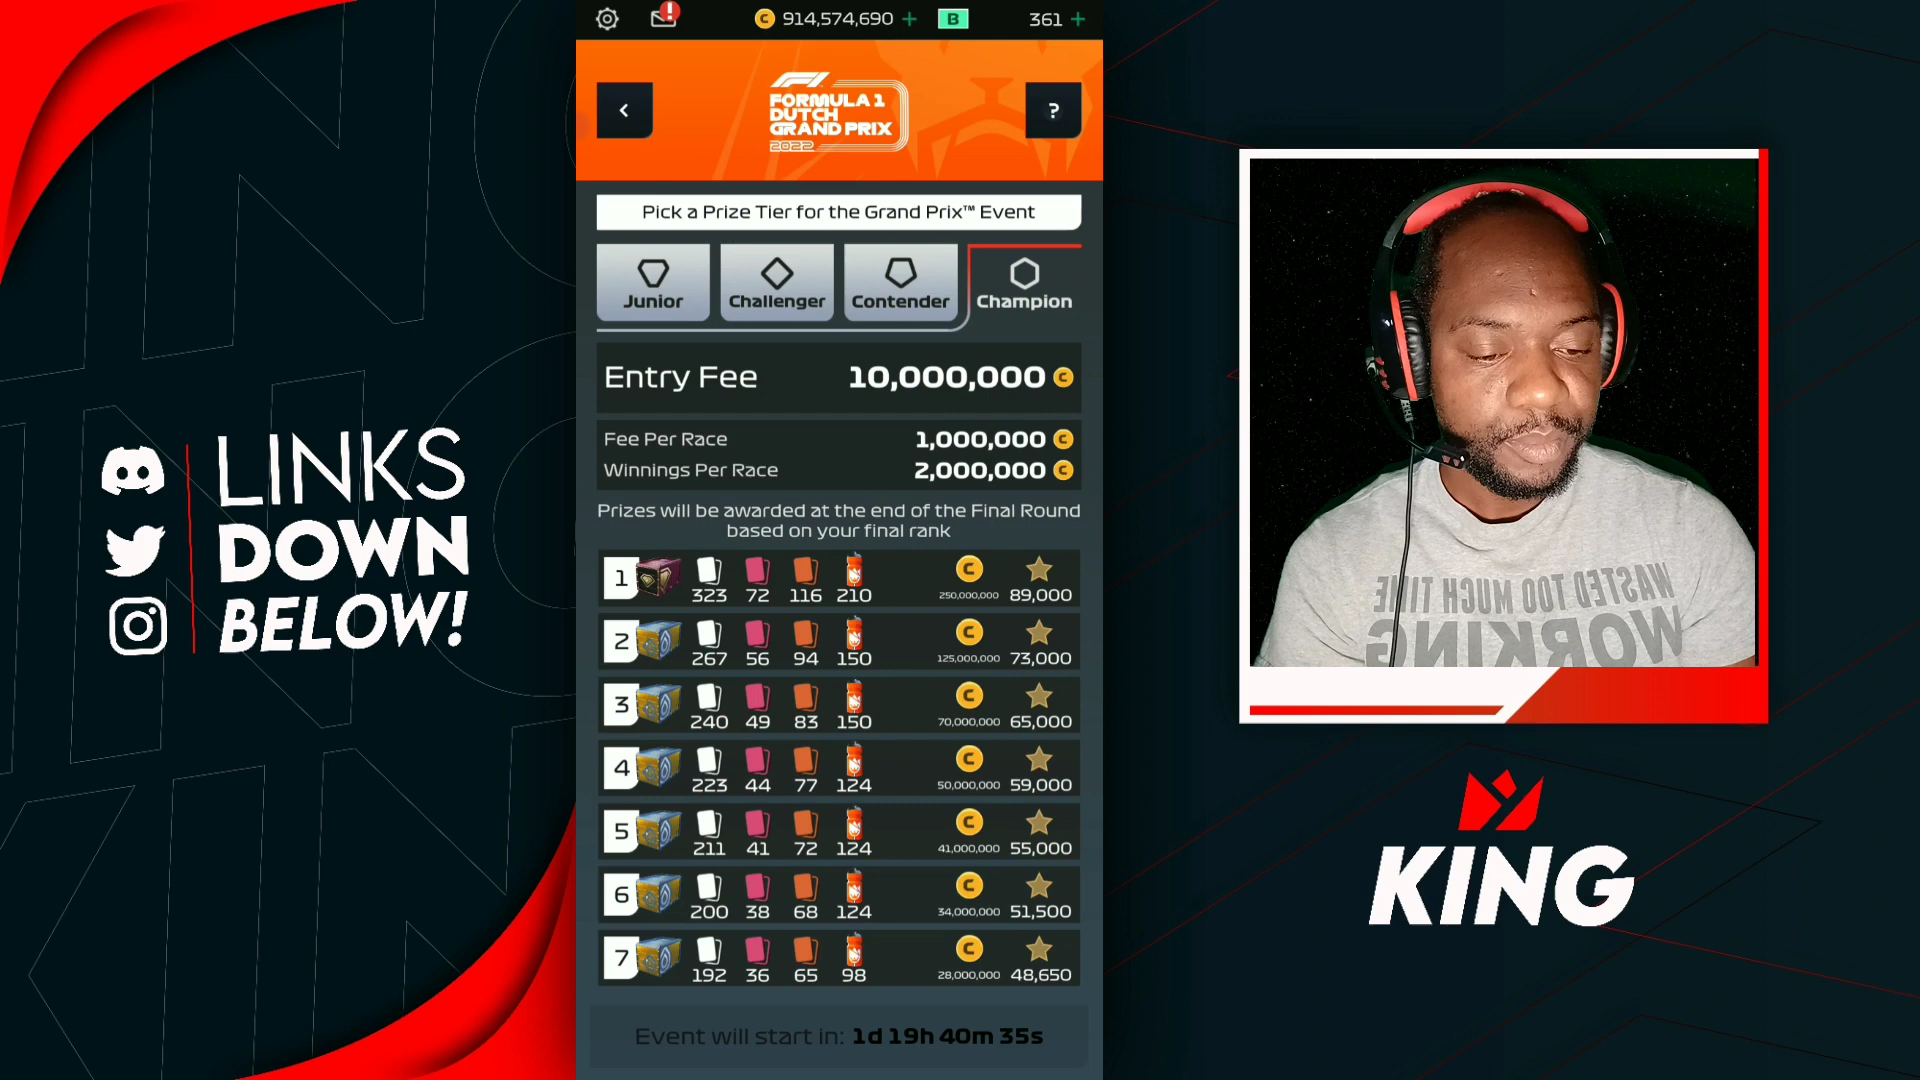 914,574,690 + B 361 +
FORMULA 1
DUTCH
GRAND PRIX
2022
?
Pick a Prize Tier for the Grand Prix™ Event
Junior Challenger Contender Champion
Entry Fee 10,000,000
Fee Per Race 1,000,000
Winnings Per Race 2,000,000
Prizes will be awarded at the end of the Final Round
based on your final rank
1 323 72 116 210 250,000,000 89,000
2 267 56 94 150 125,000,000 73,000
3 240 49 83 150 70,000,000 65,000
4 223 44 77 124 50,000,000 59,000
5 211 41 72 124 41,000,000 55,000
6 200 38 68 124 34,000,000 51,500
7 192 36 65 98 28,000,000 48,650
Event will start in: 1d 19h 40m 35s
LINKS
DOWN
BELOW!
WASTED TOO MUCH TIME
WORKING
KING